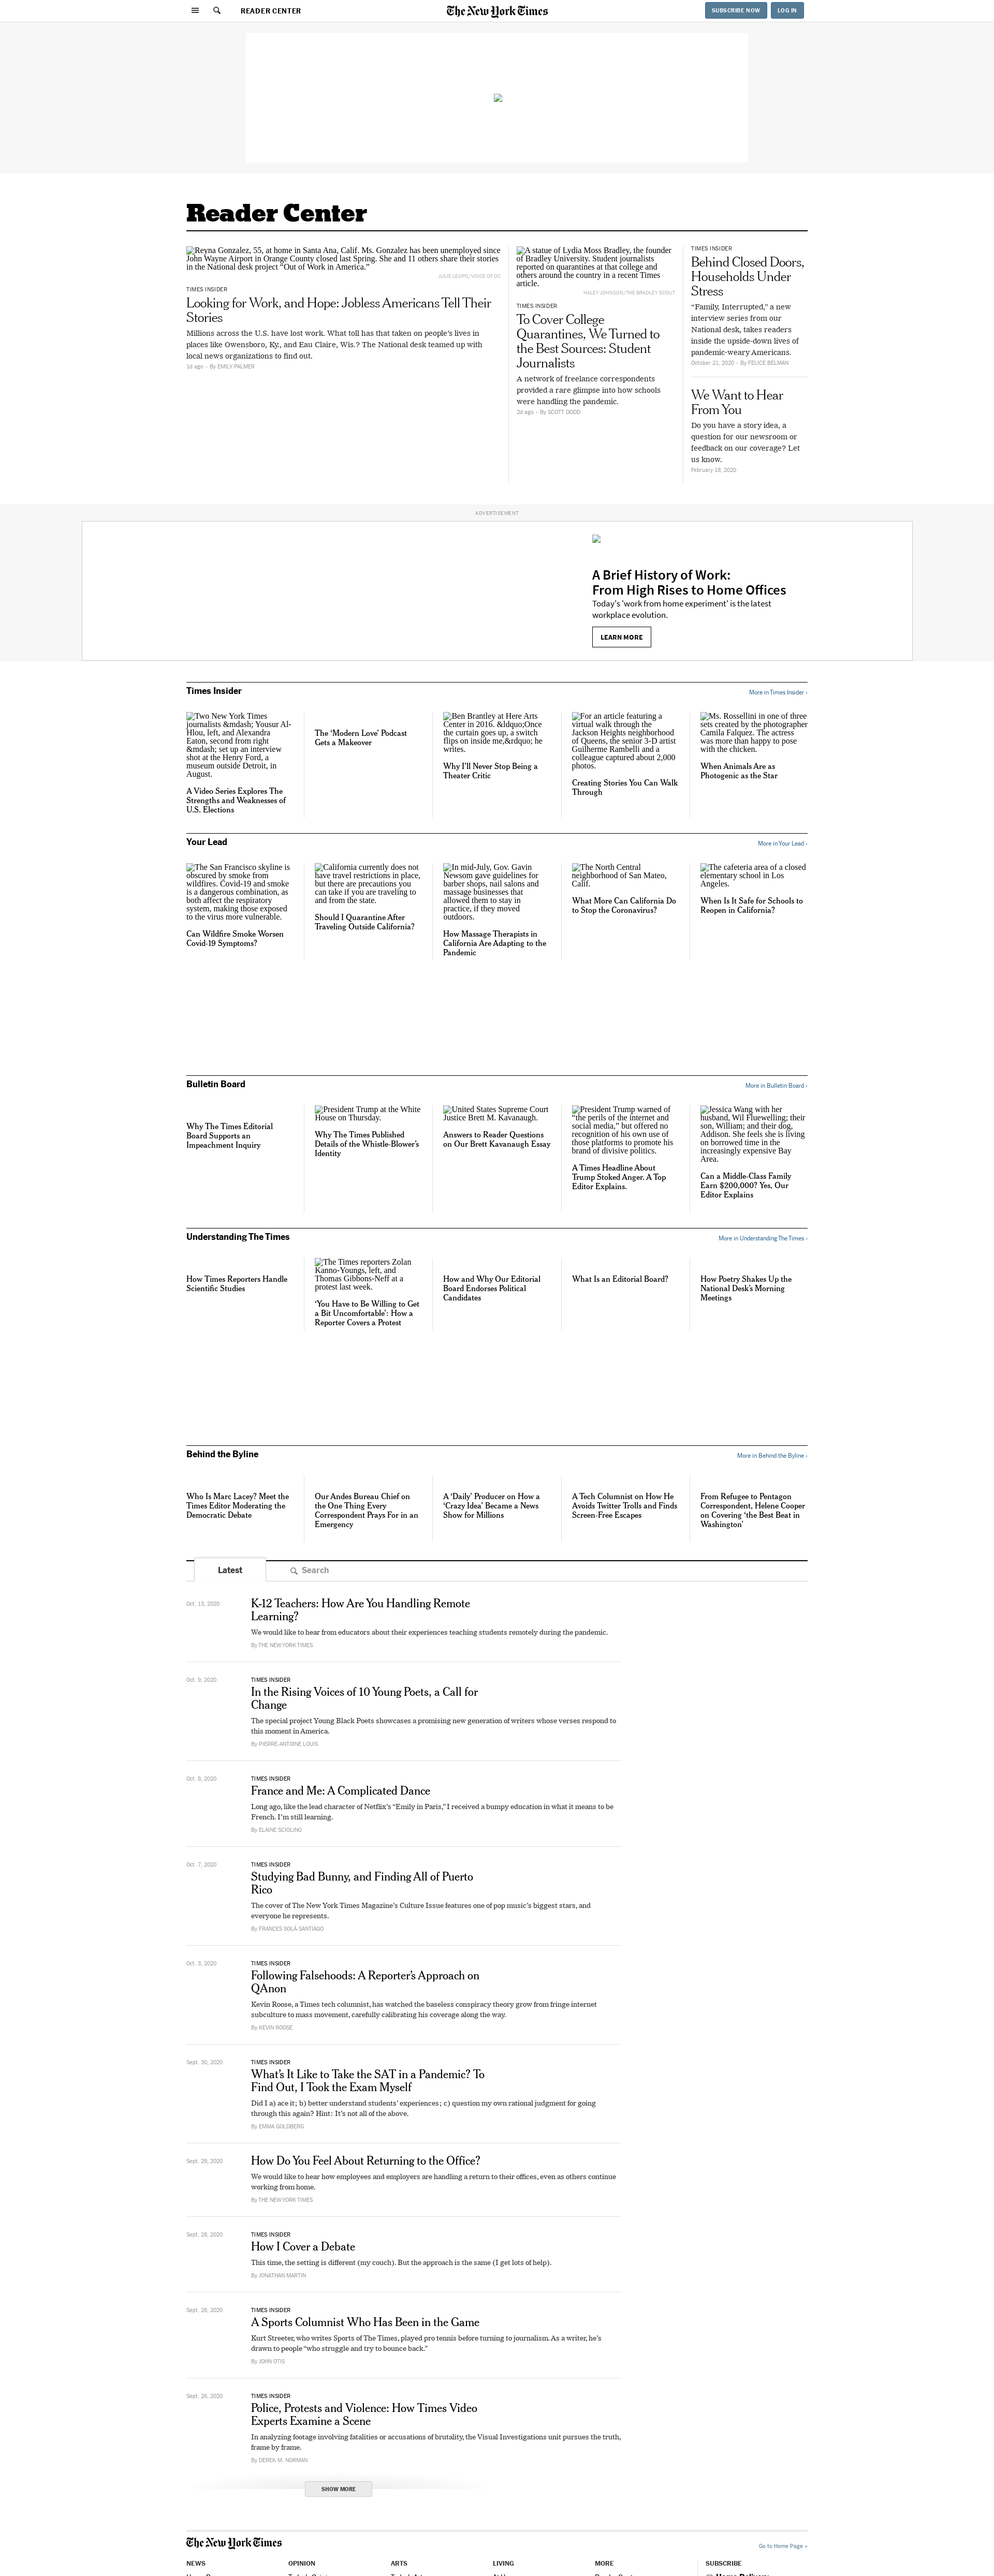 READER CENTER
The New York Times
SUBSCRIBE NOW
LOG IN
Reader Center
Reyna Gonzalez, 55, at home in Santa Ana, Calif. Ms. Gonzalez has been unemployed since
John Wayne Airport in Orange County closed last Spring. She and 11 others share their stories
in the National desk project “Out of Work in America.”
JULIE LEOPO/VOICE OF OC
TIMES INSIDER
Looking for Work, and Hope: Jobless Americans Tell Their
Stories
Millions across the U.S. have lost work. What toll has that taken on people’s lives in
places like Owensboro, Ky., and Eau Claire, Wis.? The National desk teamed up with
local news organizations to find out.
1d ago - By EMILY PALMER
A statue of Lydia Moss Bradley, the founder
of Bradley University. Student journalists
reported on quarantines at that college and
others around the country in a recent Times
article.
HALEY JOHNSON/THE BRADLEY SCOUT
TIMES INSIDER
To Cover College
Quarantines, We Turned to
the Best Sources: Student
Journalists
A network of freelance correspondents
provided a rare glimpse into how schools
were handling the pandemic.
2d ago - By SCOTT DODD
TIMES INSIDER
Behind Closed Doors,
Households Under
Stress
“Family, Interrupted,” a new
interview series from our
National desk, takes readers
inside the upside-down lives of
pandemic-weary Americans.
October 21, 2020 - By FELICE BELMAN
We Want to Hear
From You
Do you have a story idea, a
question for our newsroom or
feedback on our coverage? Let
us know.
February 18, 2020
ADVERTISEMENT
A Brief History of Work:
From High Rises to Home Offices
Today's 'work from home experiment' is the latest
workplace evolution.
LEARN MORE
Times Insider
More in Times Insider ›
Two New York Times
journalists &mdash; Yousur Al-
Hlou, left, and Alexandra
Eaton, second from right
&mdash; set up an interview
shot at the Henry Ford, a
museum outside Detroit, in
August.
A Video Series Explores The
Strengths and Weaknesses of
U.S. Elections
The ‘Modern Love’ Podcast
Gets a Makeover
Ben Brantley at Here Arts
Center in 2016. &ldquo;Once
the curtain goes up, a switch
flips on inside me,&rdquo; he
writes.
Why I’ll Never Stop Being a
Theater Critic
For an article featuring a
virtual walk through the
Jackson Heights neighborhood
of Queens, the senior 3-D artist
Guilherme Rambelli and a
colleague captured about 2,000
photos.
Creating Stories You Can Walk
Through
Ms. Rossellini in one of three
sets created by the photographer
Camila Falquez. The actress
was more than happy to pose
with the chicken.
When Animals Are as
Photogenic as the Star
Your Lead
More in Your Lead ›
The San Francisco skyline is
obscured by smoke from
wildfires. Covid-19 and smoke
is a dangerous combination, as
both affect the respiratory
system, making those exposed
to the virus more vulnerable.
Can Wildfire Smoke Worsen
Covid-19 Symptoms?
California currently does not
have travel restrictions in place,
but there are precautions you
can take if you are traveling to
and from the state.
Should I Quarantine After
Traveling Outside California?
In mid-July, Gov. Gavin
Newsom gave guidelines for
barber shops, nail salons and
massage businesses that
allowed them to stay in
practice, if they moved
outdoors.
How Massage Therapists in
California Are Adapting to the
Pandemic
The North Central
neighborhood of San Mateo,
Calif.
What More Can California Do
to Stop the Coronavirus?
The cafeteria area of a closed
elementary school in Los
Angeles.
When Is It Safe for Schools to
Reopen in California?
Bulletin Board
More in Bulletin Board ›
Why The Times Editorial
Board Supports an
Impeachment Inquiry
President Trump at the White
House on Thursday.
Why The Times Published
Details of the Whistle-Blower’s
Identity
United States Supreme Court
Justice Brett M. Kavanaugh.
Answers to Reader Questions
on Our Brett Kavanaugh Essay
President Trump warned of
“the perils of the internet and
social media,” but offered no
recognition of his own use of
those platforms to promote his
brand of divisive politics.
A Times Headline About
Trump Stoked Anger. A Top
Editor Explains.
Jessica Wang with her
husband, Wil Fluewelling; their
son, William; and their dog,
Addison. She feels she is living
on borrowed time in the
increasingly expensive Bay
Area.
Can a Middle-Class Family
Earn $200,000? Yes, Our
Editor Explains
Understanding The Times
More in Understanding The Times ›
How Times Reporters Handle
Scientific Studies
The Times reporters Zolan
Kanno-Youngs, left, and
Thomas Gibbons-Neff at a
protest last week.
‘You Have to Be Willing to Get
a Bit Uncomfortable’: How a
Reporter Covers a Protest
How and Why Our Editorial
Board Endorses Political
Candidates
What Is an Editorial Board?
How Poetry Shakes Up the
National Desk’s Morning
Meetings
Behind the Byline
More in Behind the Byline ›
Who Is Marc Lacey? Meet the
Times Editor Moderating the
Democratic Debate
Our Andes Bureau Chief on
the One Thing Every
Correspondent Prays For in an
Emergency
A ‘Daily’ Producer on How a
‘Crazy Idea’ Became a News
Show for Millions
A Tech Columnist on How He
Avoids Twitter Trolls and Finds
Screen-Free Escapes
From Refugee to Pentagon
Correspondent, Helene Cooper
on Covering ‘the Best Beat in
Washington’
Latest
Search
Oct. 13, 2020
K-12 Teachers: How Are You Handling Remote
Learning?
We would like to hear from educators about their experiences teaching students remotely during the pandemic.
By THE NEW YORK TIMES
Oct. 9, 2020
TIMES INSIDER
In the Rising Voices of 10 Young Poets, a Call for
Change
The special project Young Black Poets showcases a promising new generation of writers whose verses respond to
this moment in America.
By PIERRE-ANTOINE LOUIS
Oct. 8, 2020
TIMES INSIDER
France and Me: A Complicated Dance
Long ago, like the lead character of Netflix’s “Emily in Paris,” I received a bumpy education in what it means to be
French. I’m still learning.
By ELAINE SCIOLINO
Oct. 7, 2020
TIMES INSIDER
Studying Bad Bunny, and Finding All of Puerto
Rico
The cover of The New York Times Magazine’s Culture Issue features one of pop music’s biggest stars, and
everyone he represents.
By FRANCES SOLÁ-SANTIAGO
Oct. 3, 2020
TIMES INSIDER
Following Falsehoods: A Reporter’s Approach on
QAnon
Kevin Roose, a Times tech columnist, has watched the baseless conspiracy theory grow from fringe internet
subculture to mass movement, carefully calibrating his coverage along the way.
By KEVIN ROOSE
Sept. 30, 2020
TIMES INSIDER
What’s It Like to Take the SAT in a Pandemic? To
Find Out, I Took the Exam Myself
Did I a) ace it; b) better understand students’ experiences; c) question my own rational judgment for going
through this again? Hint: It’s not all of the above.
By EMMA GOLDBERG
Sept. 29, 2020
How Do You Feel About Returning to the Office?
We would like to hear how employees and employers are handling a return to their offices, even as others continue
working from home.
By THE NEW YORK TIMES
Sept. 28, 2020
TIMES INSIDER
How I Cover a Debate
This time, the setting is different (my couch). But the approach is the same (I get lots of help).
By JONATHAN MARTIN
Sept. 28, 2020
TIMES INSIDER
A Sports Columnist Who Has Been in the Game
Kurt Streeter, who writes Sports of The Times, played pro tennis before turning to journalism. As a writer, he’s
drawn to people “who struggle and try to bounce back.”
By JOHN OTIS
Sept. 26, 2020
TIMES INSIDER
Police, Protests and Violence: How Times Video
Experts Examine a Scene
In analyzing footage involving fatalities or accusations of brutality, the Visual Investigations unit pursues the truth,
frame by frame.
By DEREK M. NORMAN
SHOW MORE
The New York Times
Go to Home Page »
NEWS
OPINION
ARTS
LIVING
MORE
SUBSCRIBE